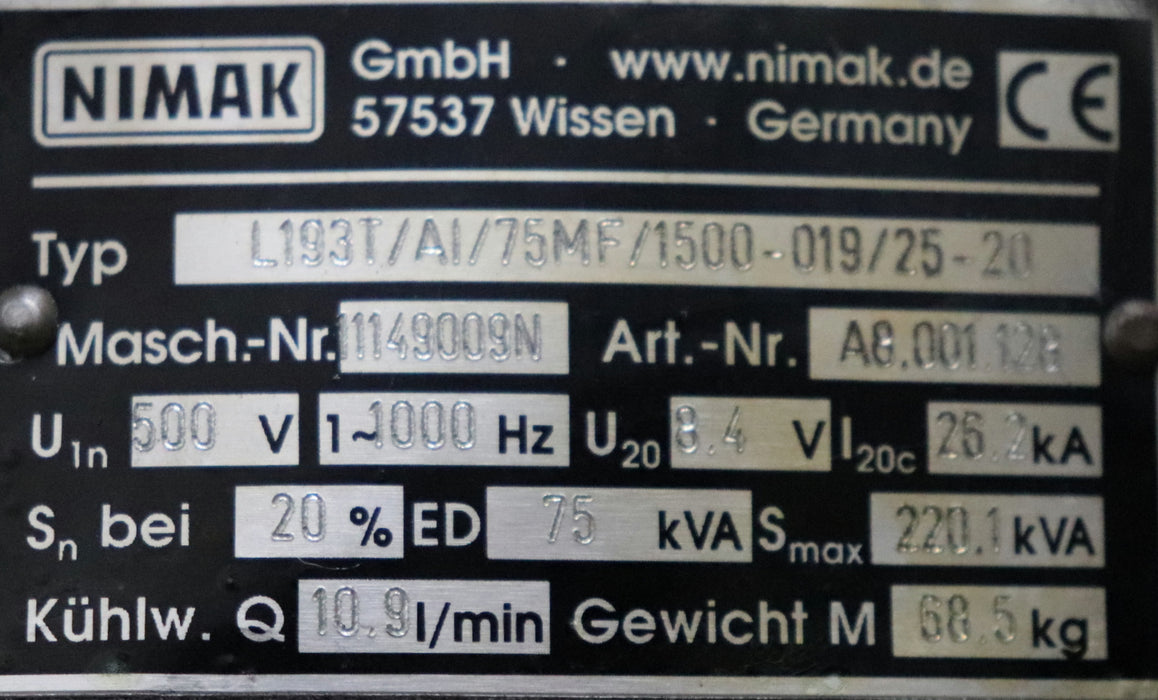 NIMAK GmbH · www.nimak.de CE
57537 Wissen · Germany
Typ L193T/AI/75MF/1500-019/25-20
Masch.-Nr. 11149009N Art.-Nr. A8.001.128
U1n 500 V 1~1000 Hz U20 8.4 V I20c 26.2 kA
Sn bei 20 % ED 75 kVA Smax 220.1 kVA
Kühlw. Q 10.9 l/min Gewicht M 68.5 kg